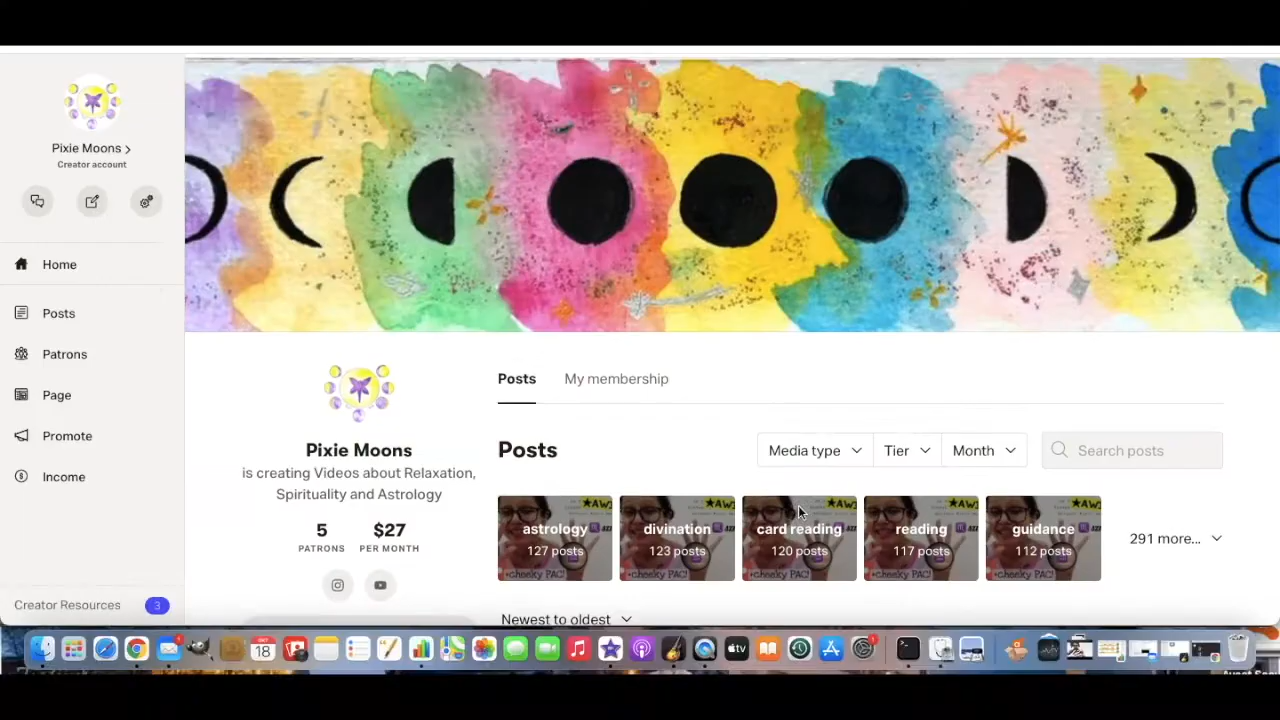 Pixie Moons
Creator account
Home
Posts
Patrons
Page
Promote
Income
Creator Resources
3
Posts
My membership
Pixie Moons
is creating Videos about Relaxation,
Spirituality and Astrology
5
PATRONS
$27
PER MONTH
Posts
Media type
Tier
Month
Search posts
astrology
127 posts
divination
123 posts
card reading
120 posts
reading
117 posts
guidance
112 posts
291 more...
Newest to oldest
18
tv